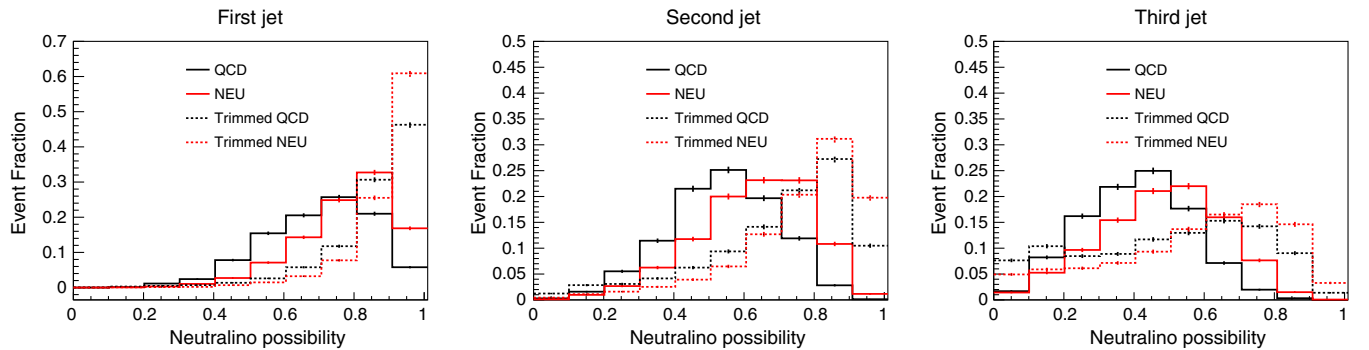 First jet
0.7
0.6
0.5
0.4
0.3
0.2
0.1
0
Event Fraction
QCD
NEU
Trimmed QCD
Trimmed NEU
0 0.2 0.4 0.6 0.8 1
Neutralino possibility
Second jet
0.5
0.45
0.4
0.35
0.3
0.25
0.2
0.15
0.1
0.05
0
Event Fraction
QCD
NEU
Trimmed QCD
Trimmed NEU
0 0.2 0.4 0.6 0.8 1
Neutralino possibility
Third jet
0.5
0.45
0.4
0.35
0.3
0.25
0.2
0.15
0.1
0.05
0
Event Fraction
QCD
NEU
Trimmed QCD
Trimmed NEU
0 0.2 0.4 0.6 0.8 1
Neutralino possibility